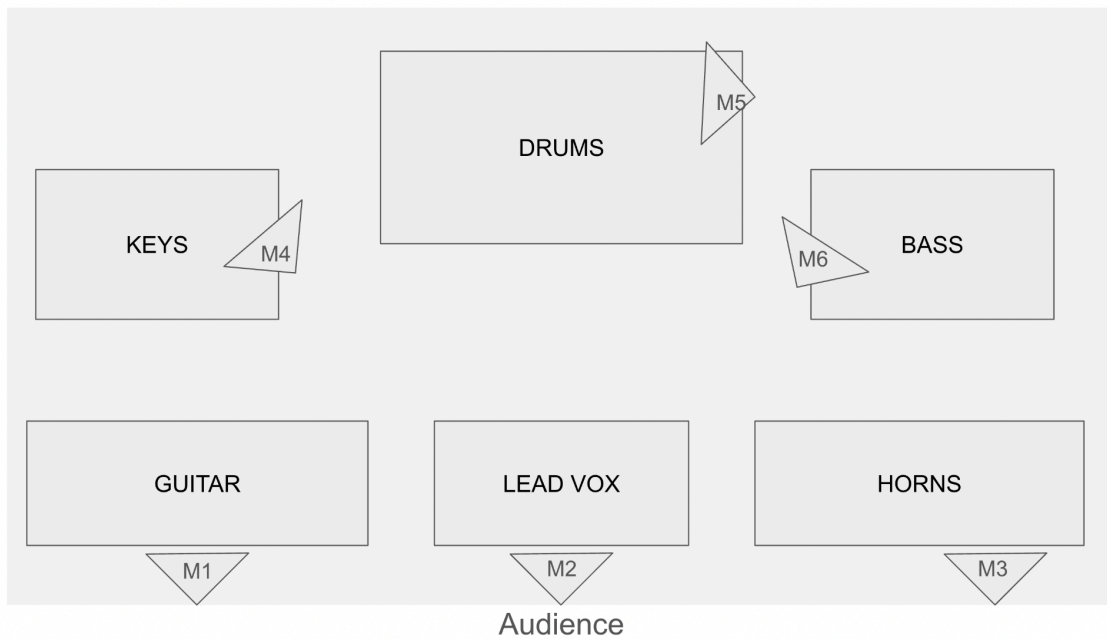 M5
DRUMS
KEYS
M4
M6
BASS
GUITAR
LEAD VOX
HORNS
M1
M2
M3
Audience